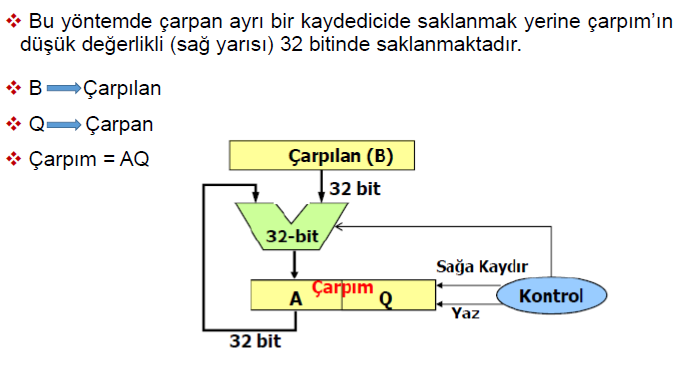 ❖ Bu yöntemde çarpan ayrı bir kaydedicide saklanmak yerine çarpım’ın
düşük değerlikli (sağ yarısı) 32 bitinde saklanmaktadır.
❖ B Çarpılan
❖ Q Çarpan
❖ Çarpım = AQ
Çarpılan (B)
32 bit
32-bit
Sağa Kaydır
Çarpım
A Q
Kontrol
Yaz
32 bit